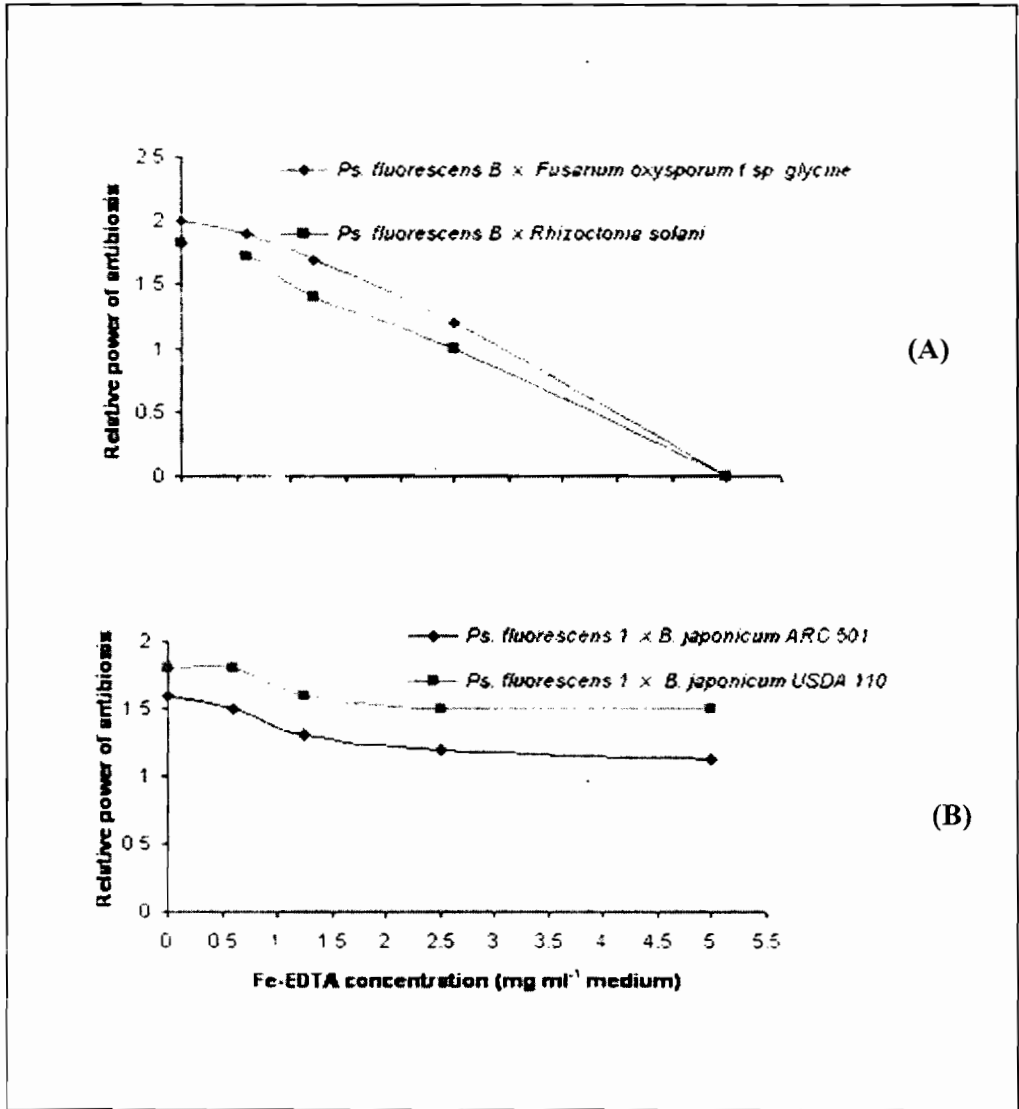 2.5
Ps. fluorescens B × Fusarium oxysporum f sp glycine
2
Ps. fluorescens B × Rhizoctonia solani
1.5
1
0.5
0
Relative power of antibiosis
(A)
Ps. fluorescens 1 × B. japonicum ARC 501
2
Ps. fluorescens 1 × B. japonicum USDA 110
1.5
1
0.5
0
Relative power of antibiosis
(B)
0 0.5 1 1.5 2 2.5 3 3.5 4 4.5 5 5.5
Fe-EDTA concentration (mg ml⁻¹ medium)